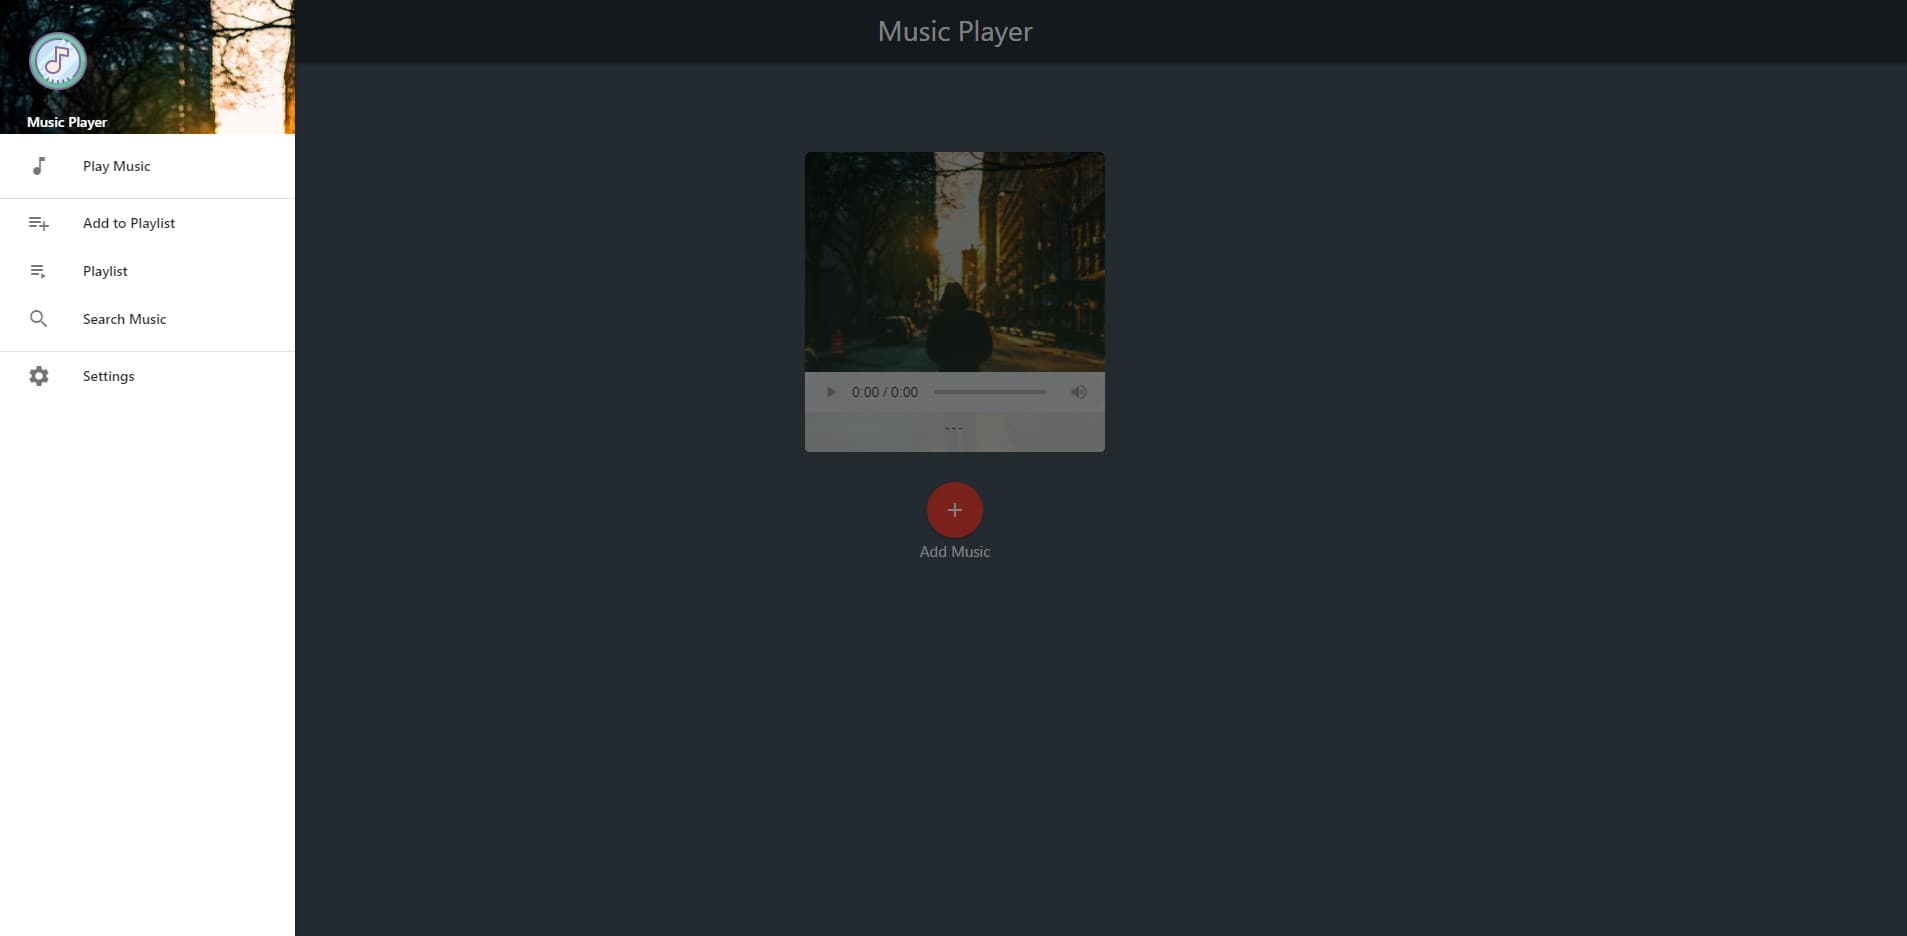 Music Player
Music Player
Play Music
Add to Playlist
Playlist
Search Music
Settings
0:00 / 0:00
---
Add Music